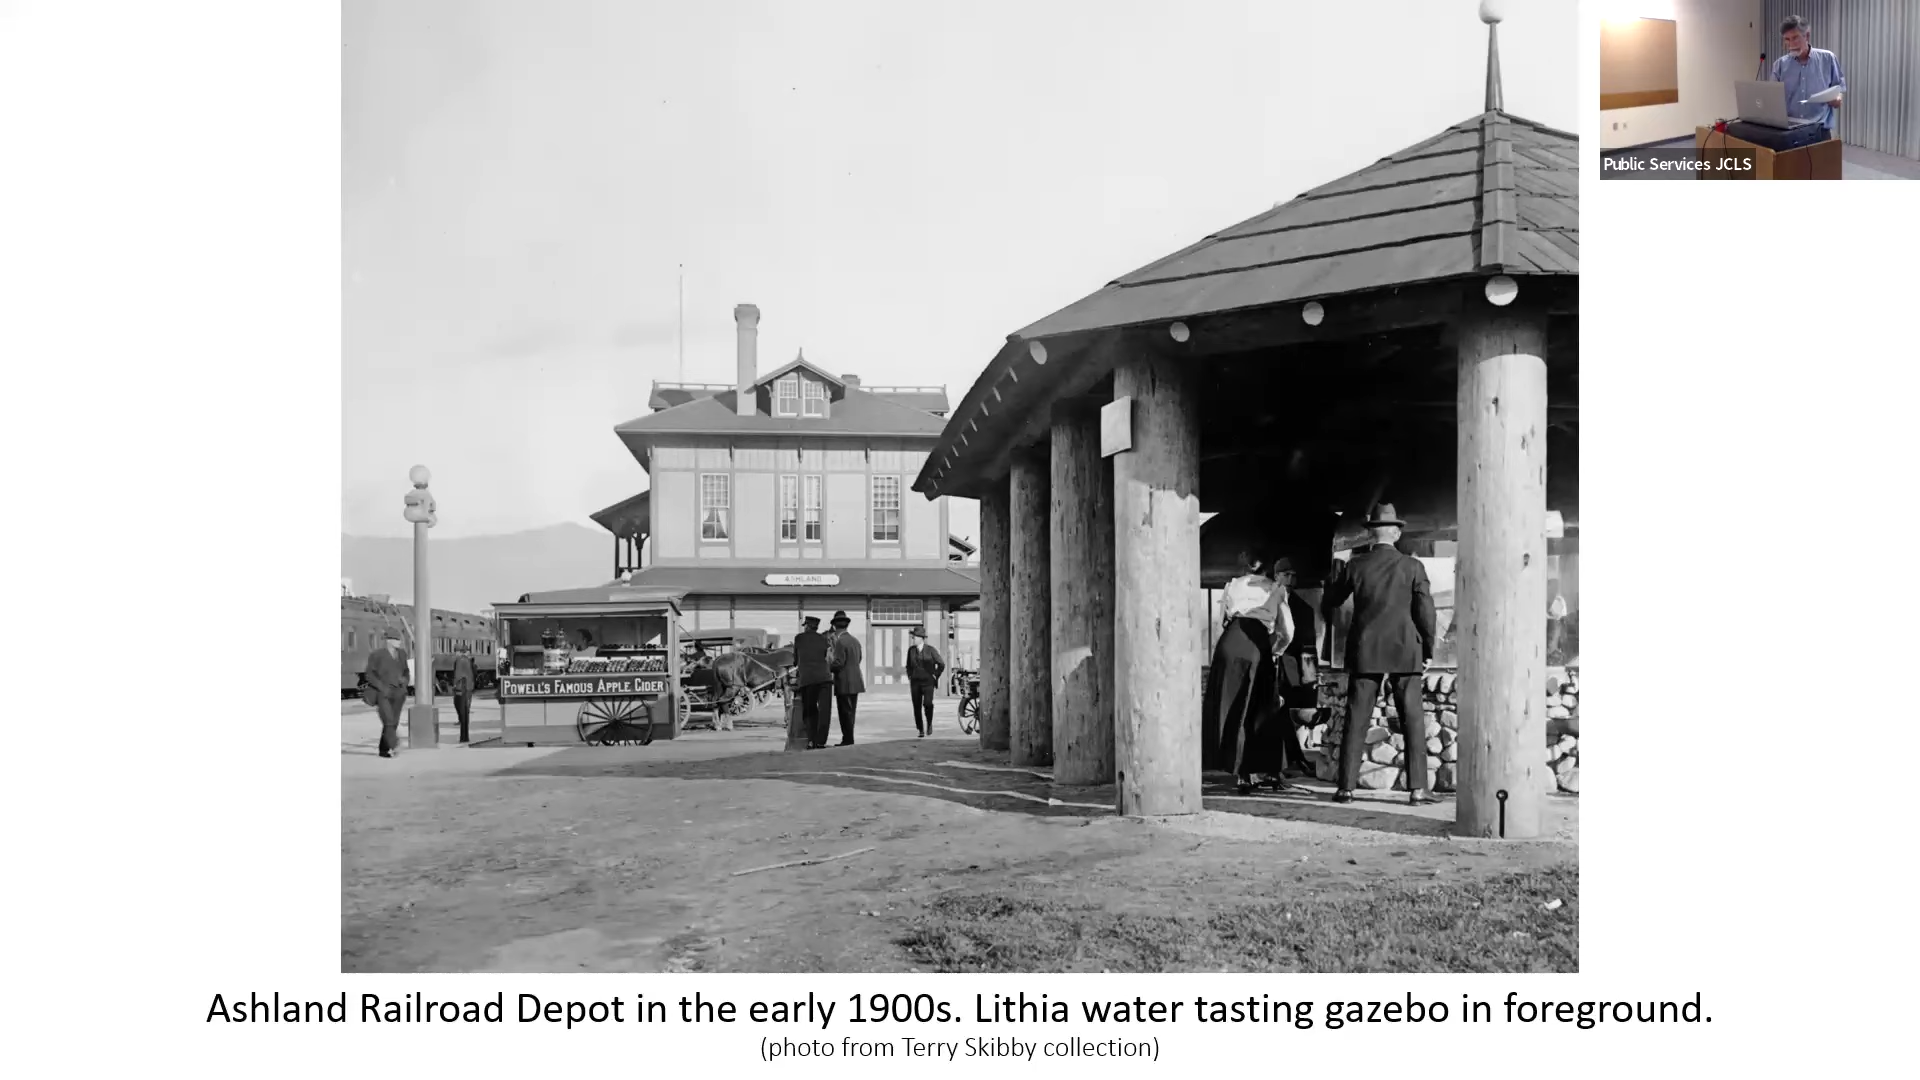 Public Services JCLS
ASHLAND
POWELL'S FAMOUS APPLE CIDER
Ashland Railroad Depot in the early 1900s. Lithia water tasting gazebo in foreground.
(photo from Terry Skibby collection)